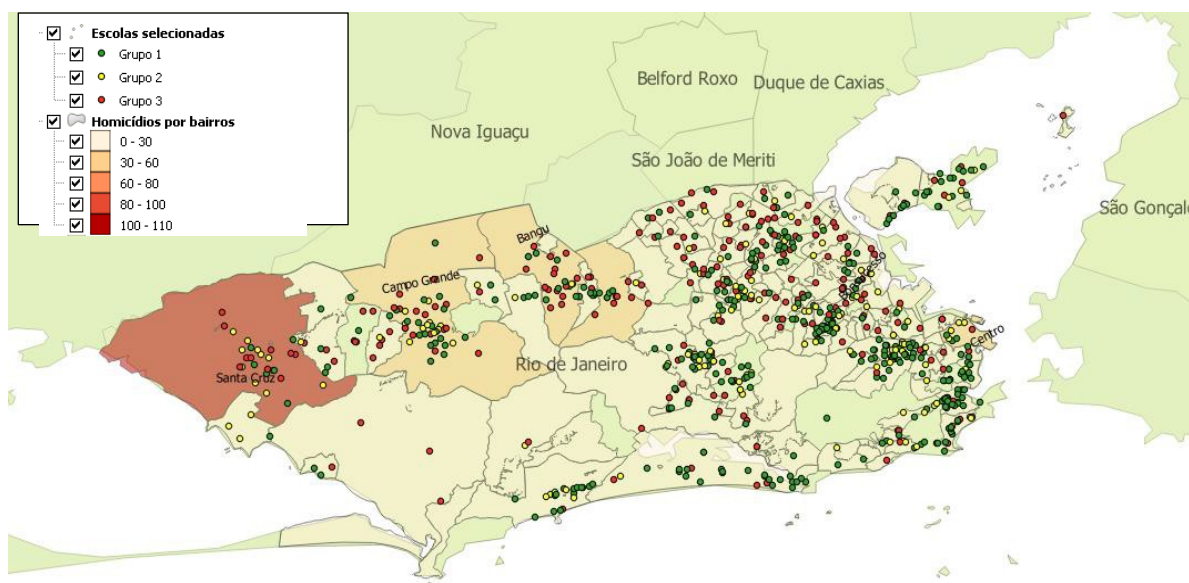 Escolas selecionadas
Grupo 1
Grupo 2
Grupo 3
Homicídios por bairros
0 - 30
30 - 60
60 - 80
80 - 100
100 - 110
Belford Roxo
Duque de Caxias
Nova Iguaçu
São João de Meriti
São Gonçalo
Bangu
Campo Grande
Centro
Rio de Janeiro
Santa Cruz